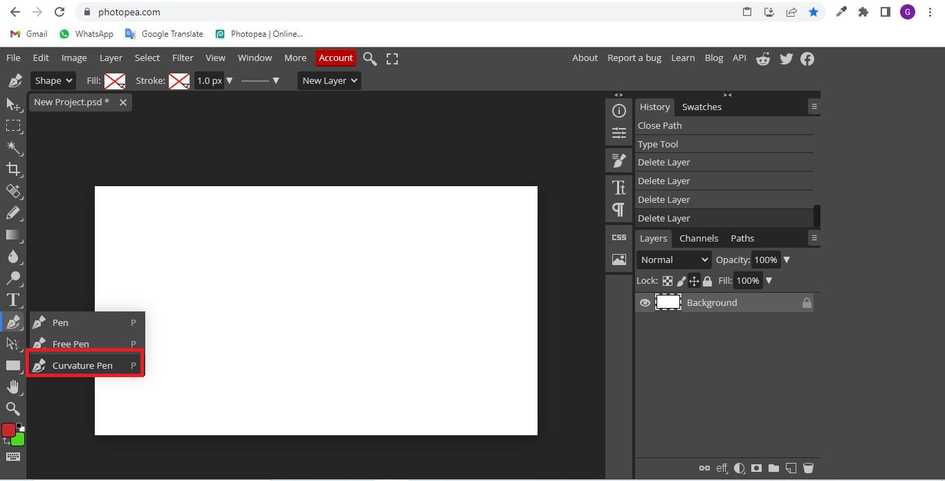 photopea.com
G
Gmail WhatsApp Google Translate Photopea | Online...
File Edit Image Layer Select Filter View Window More Account About Report a bug Learn Blog API
Shape Fill: Stroke: 1.0 px New Layer
New Project.psd *
History Swatches
Close Path
Type Tool
Delete Layer
Delete Layer
Delete Layer
Delete Layer
CSS
Layers Channels Paths
Normal Opacity: 100%
Lock: Fill: 100%
Background
Pen P
Free Pen P
Curvature Pen P
eff